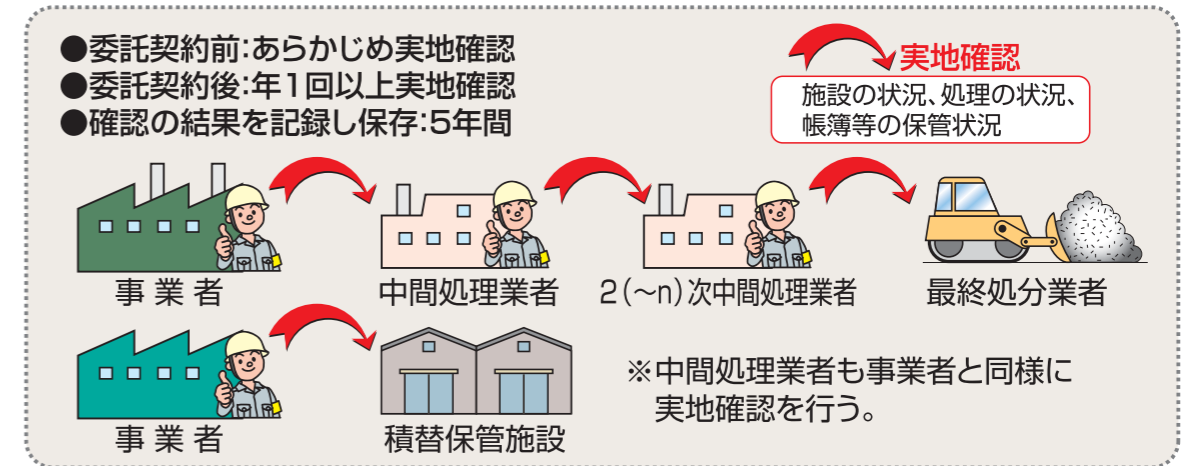 ●委託契約前:あらかじめ実地確認
●委託契約後:年1回以上実地確認
●確認の結果を記録し保存:5年間
実地確認
施設の状況、処理の状況、
帳簿等の保管状況
事業者
中間処理業者
2(〜n)次中間処理業者
最終処分業者
事業者
積替保管施設
※中間処理業者も事業者と同様に
実地確認を行う。